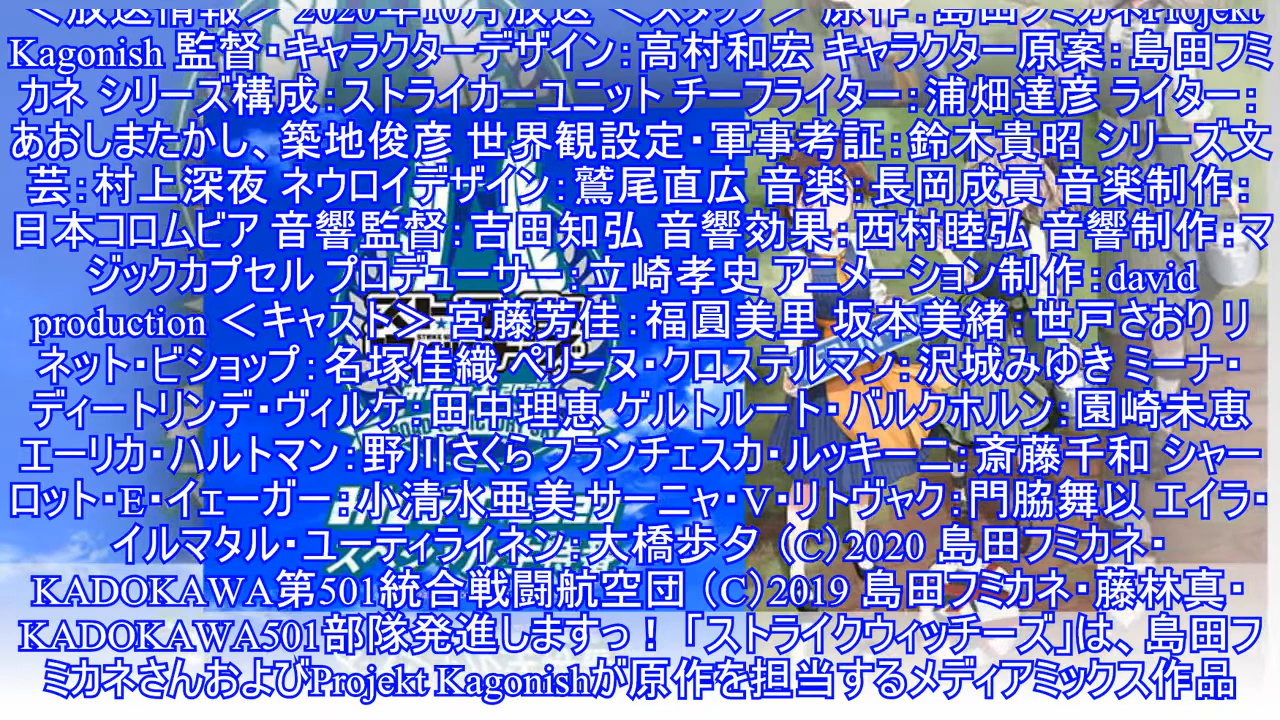 ＜放送情報＞ 2020年10月放送 ＜スタッフ＞ 原作：島田フミカネProjekt
Kagonish 監督・キャラクターデザイン：高村和宏 キャラクター原案：島田フミ
カネ シリーズ構成：ストライカーユニット チーフライター：浦畑達彦 ライター：
あおしまたかし、築地俊彦 世界観設定・軍事考証：鈴木貴昭 シリーズ文
芸：村上深夜 ネウロイデザイン：鷲尾直広 音楽：長岡成貢 音楽制作：
日本コロムビア 音響監督：吉田知弘 音響効果：西村睦弘 音響制作：マ
ジックカプセル プロデューサー：立崎孝史 アニメーション制作：david
production ＜キャスト＞ 宮藤芳佳：福圓美里 坂本美緒：世戸さおり リ
ネット・ビショップ：名塚佳織 ペリーヌ・クロステルマン：沢城みゆき ミーナ・
ディートリンデ・ヴィルケ：田中理恵 ゲルトルート・バルクホルン：園崎未恵
エーリカ・ハルトマン：野川さくら フランチェスカ・ルッキーニ：斎藤千和 シャー
ロット・E・イェーガー：小清水亜美 サーニャ・V・リトヴャク：門脇舞以 エイラ・
イルマタル・ユーティライネン：大橋歩夕 （C）2020 島田フミカネ・
KADOKAWA第501統合戦闘航空団 （C）2019 島田フミカネ・藤林真・
KADOKAWA501部隊発進しますっ！ 「ストライクウィッチーズ」は、島田フ
ミカネさんおよびProjekt Kagonishが原作を担当するメディアミックス作品